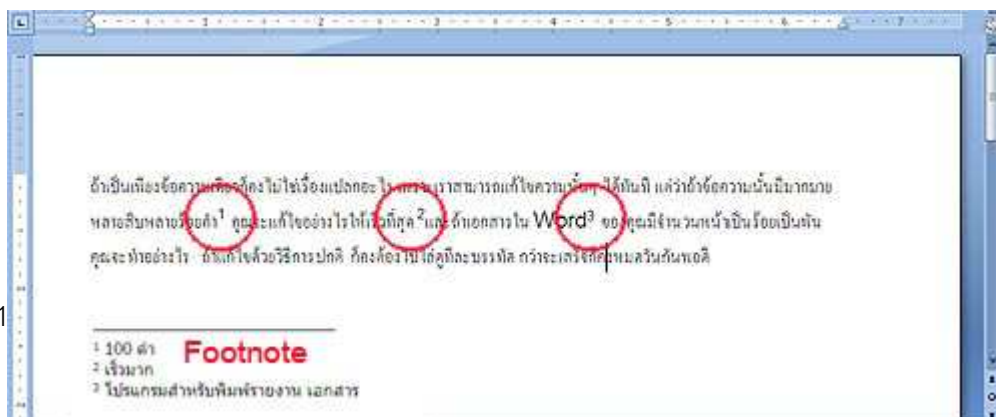 ถ้าเป็นเพียงข้อความเดียวก็คงไม่ใช่เรื่องแปลกอะไร เพราะเราสามารถแก้ไขความนั้นๆ ได้ทันที แต่ว่าถ้าข้อความนั้นมีมากมาย
หลายสิบหลายร้อยคำ¹ คุณจะแก้ไขอย่างไรให้เร็วที่สุด² และ ถ้าเอกสารใน Word³ ของคุณมีจำนวนหน้าเป็นร้อยเป็นพัน
คุณจะทำอย่างไร ถ้าแก้ไขด้วยวิธีการปกติ ก็คงต้องไปไล่ดูทีละบรรทัด กว่าจะเสร็จก็คงหมดวันกันพอดี
1
¹ 100 คำ Footnote
² เร็วมาก
³ โปรแกรมสำหรับพิมพ์รายงาน เอกสาร